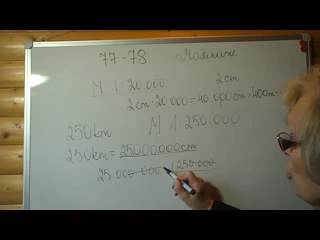 77-78
M 1:20.000 2 cm
2 cm · 20.000 = 40.000 cm = 400 m
250 km M 1 250 000
250 km = 25000000 cm
25.000.000 : 250.000